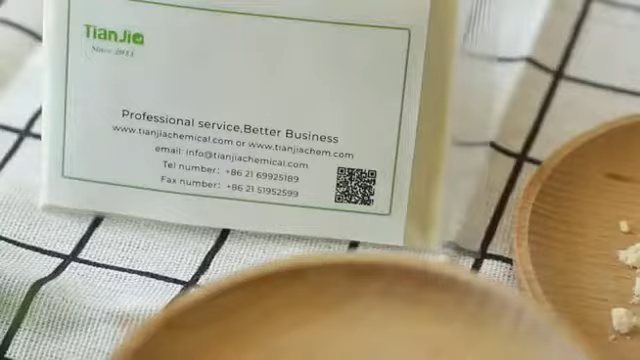 TianJia
Since 2011
Professional service,Better Business
www.tianjiachemical.com or www.tianjiachem.com
email: info@tianjiachemical.com
Tel number: +86 21 69925189
Fax number: +86 21 51952599